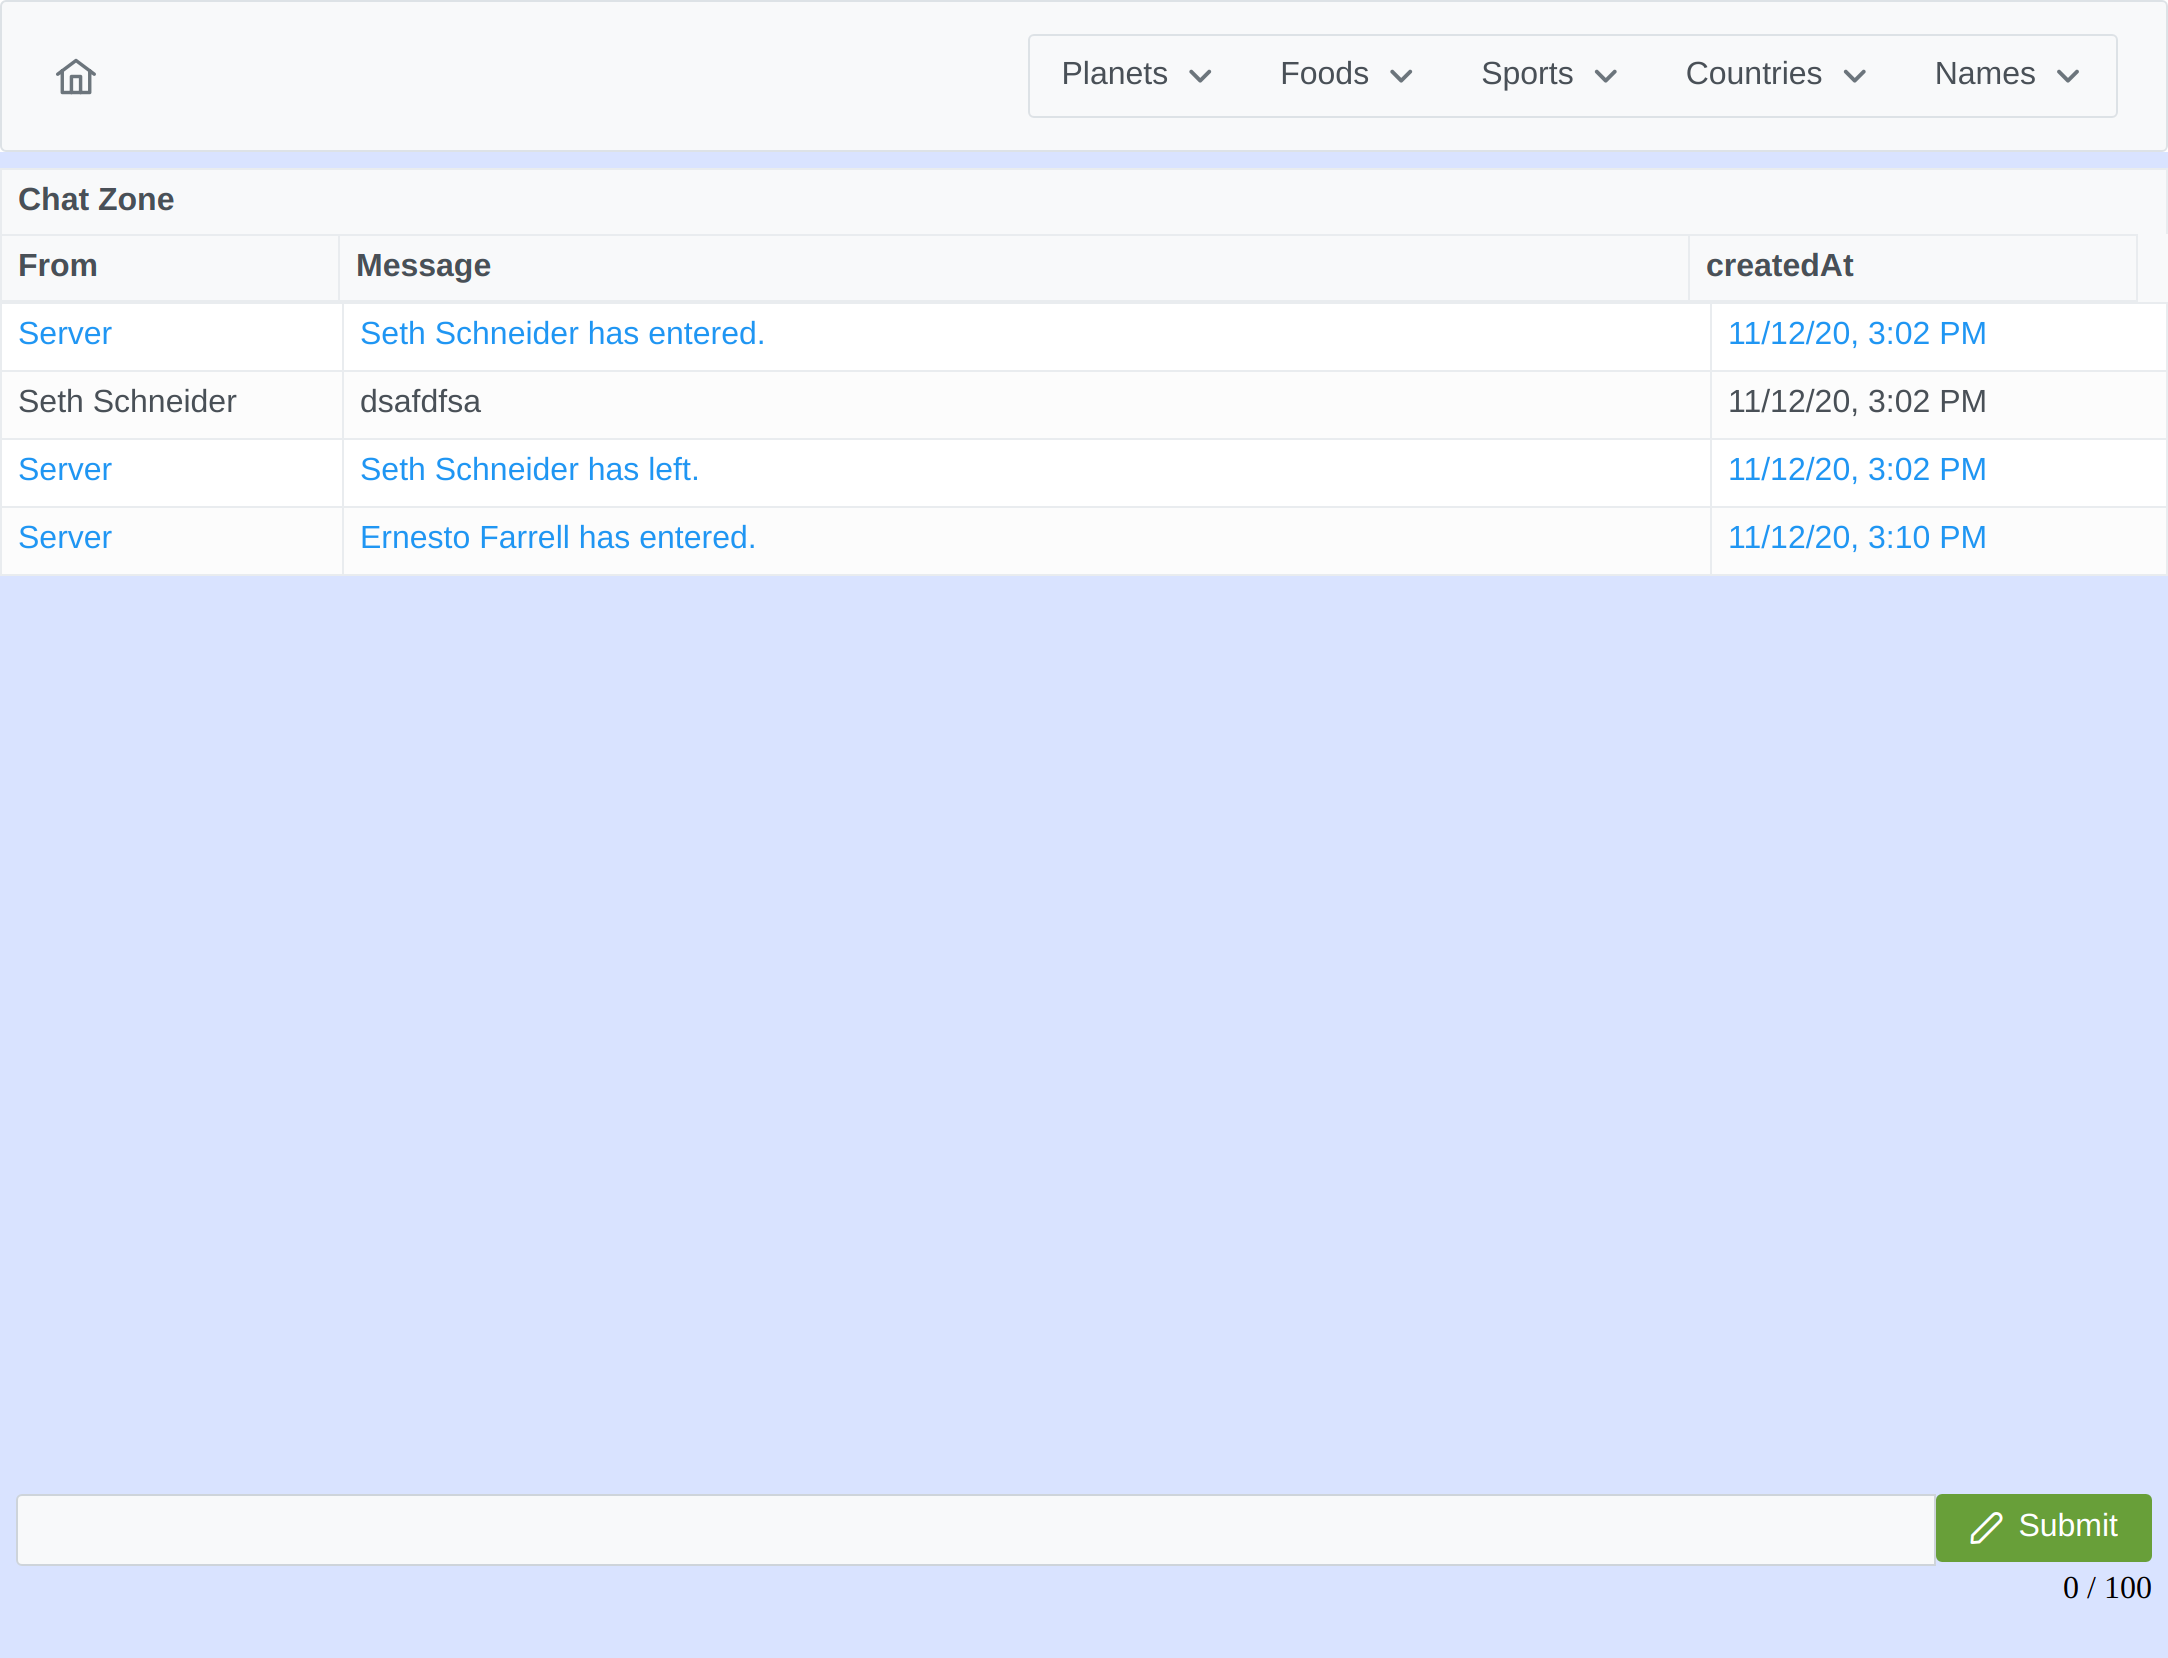 Planets Foods Sports Countries Names
Chat Zone
From Message createdAt
Server Seth Schneider has entered. 11/12/20, 3:02 PM
Seth Schneider dsafdfsa 11/12/20, 3:02 PM
Server Seth Schneider has left. 11/12/20, 3:02 PM
Server Ernesto Farrell has entered. 11/12/20, 3:10 PM
Submit
0 / 100